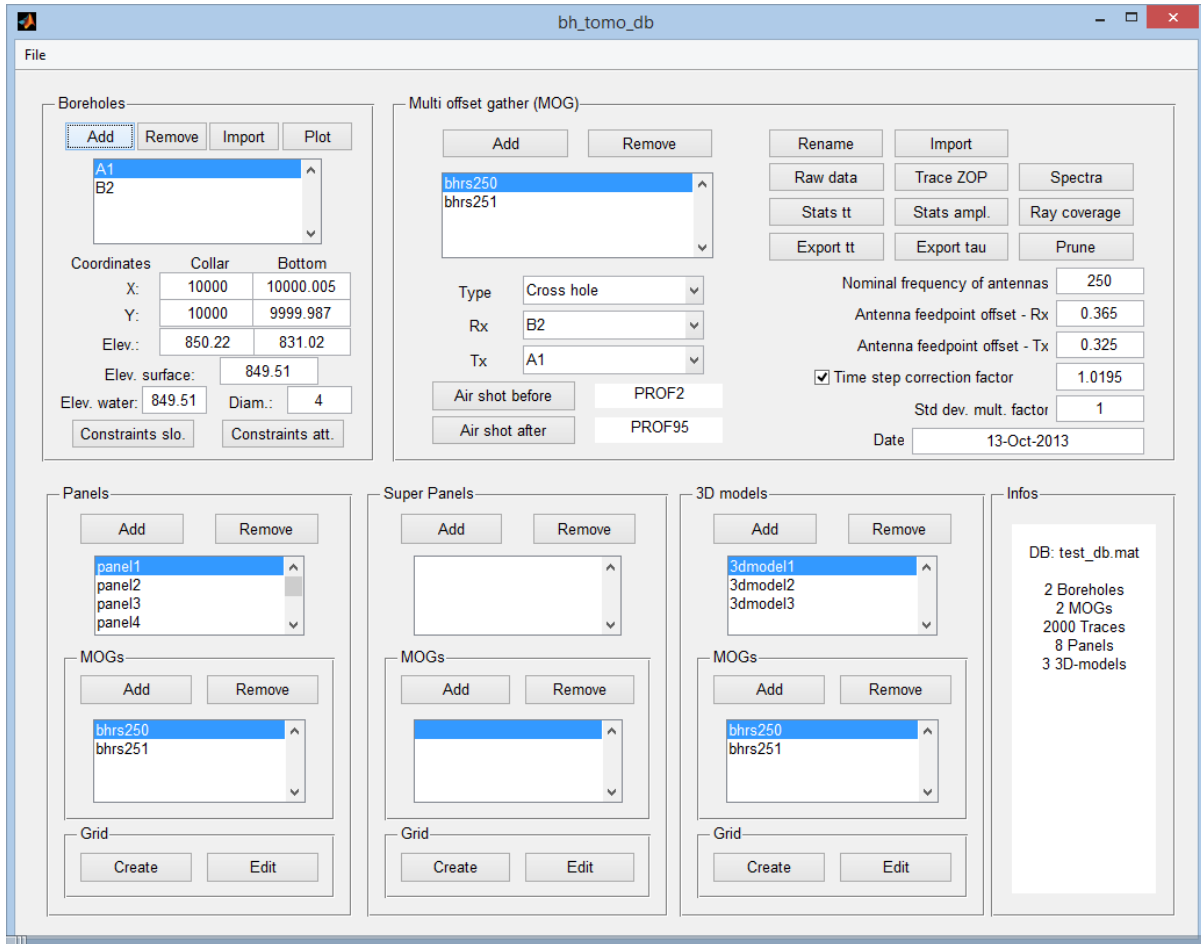 bh_tomo_db
File
Boreholes
Add Remove Import Plot
A1
B2
Coordinates Collar Bottom
X: 10000 10000.005
Y: 10000 9999.987
Elev.: 850.22 831.02
Elev. surface: 849.51
Elev. water: 849.51 Diam.: 4
Constraints slo. Constraints att.
Multi offset gather (MOG)
Add Remove
bhrs250
bhrs251
Type Cross hole
Rx B2
Tx A1
Air shot before PROF2
Air shot after PROF95
Rename Import
Raw data Trace ZOP Spectra
Stats tt Stats ampl. Ray coverage
Export tt Export tau Prune
Nominal frequency of antennas 250
Antenna feedpoint offset - Rx 0.365
Antenna feedpoint offset - Tx 0.325
Time step correction factor 1.0195
Std dev. mult. factor 1
Date 13-Oct-2013
Panels
Add Remove
panel1
panel2
panel3
panel4
MOGs
Add Remove
bhrs250
bhrs251
Grid
Create Edit
Super Panels
Add Remove
MOGs
Add Remove
Grid
Create Edit
3D models
Add Remove
3dmodel1
3dmodel2
3dmodel3
MOGs
Add Remove
bhrs250
bhrs251
Grid
Create Edit
Infos
DB: test_db.mat
2 Boreholes
2 MOGs
2000 Traces
8 Panels
3 3D-models